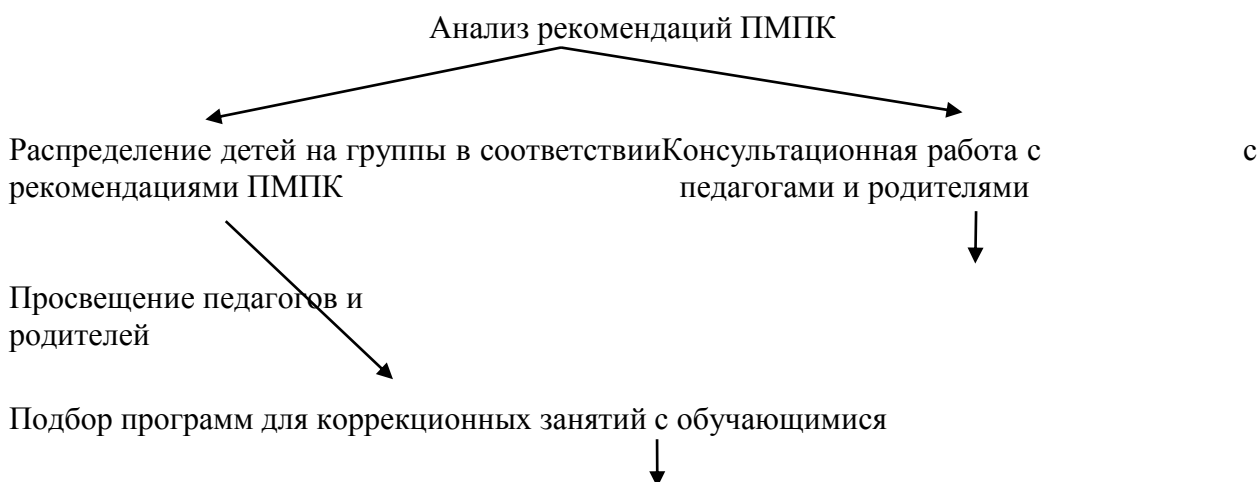 Анализ рекомендаций ПМПК
Распределение детей на группы в соответствииКонсультационная работа с с
рекомендациями ПМПК педагогами и родителями
Просвещение педагогов и
родителей
Подбор программ для коррекционных занятий с обучающимися